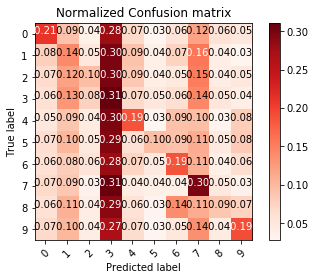 Normalized Confusion matrix
0 0.21 0.09 0.04 0.28 0.07 0.03 0.06 0.12 0.06 0.05
1 0.08 0.14 0.05 0.30 0.09 0.04 0.07 0.16 0.04 0.03
2 0.07 0.12 0.10 0.30 0.07 0.04 0.07 0.15 0.04 0.05
3 0.06 0.13 0.08 0.31 0.07 0.05 0.06 0.14 0.05 0.04
4 0.05 0.09 0.04 0.30 0.19 0.03 0.09 0.10 0.03 0.08
5 0.07 0.10 0.05 0.29 0.06 0.10 0.09 0.11 0.05 0.08
6 0.06 0.08 0.06 0.28 0.07 0.05 0.19 0.11 0.04 0.06
7 0.07 0.09 0.03 0.31 0.04 0.04 0.04 0.30 0.05 0.03
8 0.06 0.11 0.04 0.29 0.06 0.03 0.14 0.11 0.09 0.07
9 0.07 0.10 0.03 0.27 0.07 0.03 0.05 0.14 0.04 0.19
0 1 2 3 4 5 6 7 8 9
Predicted label
True label
0.30
0.25
0.20
0.15
0.10
0.05